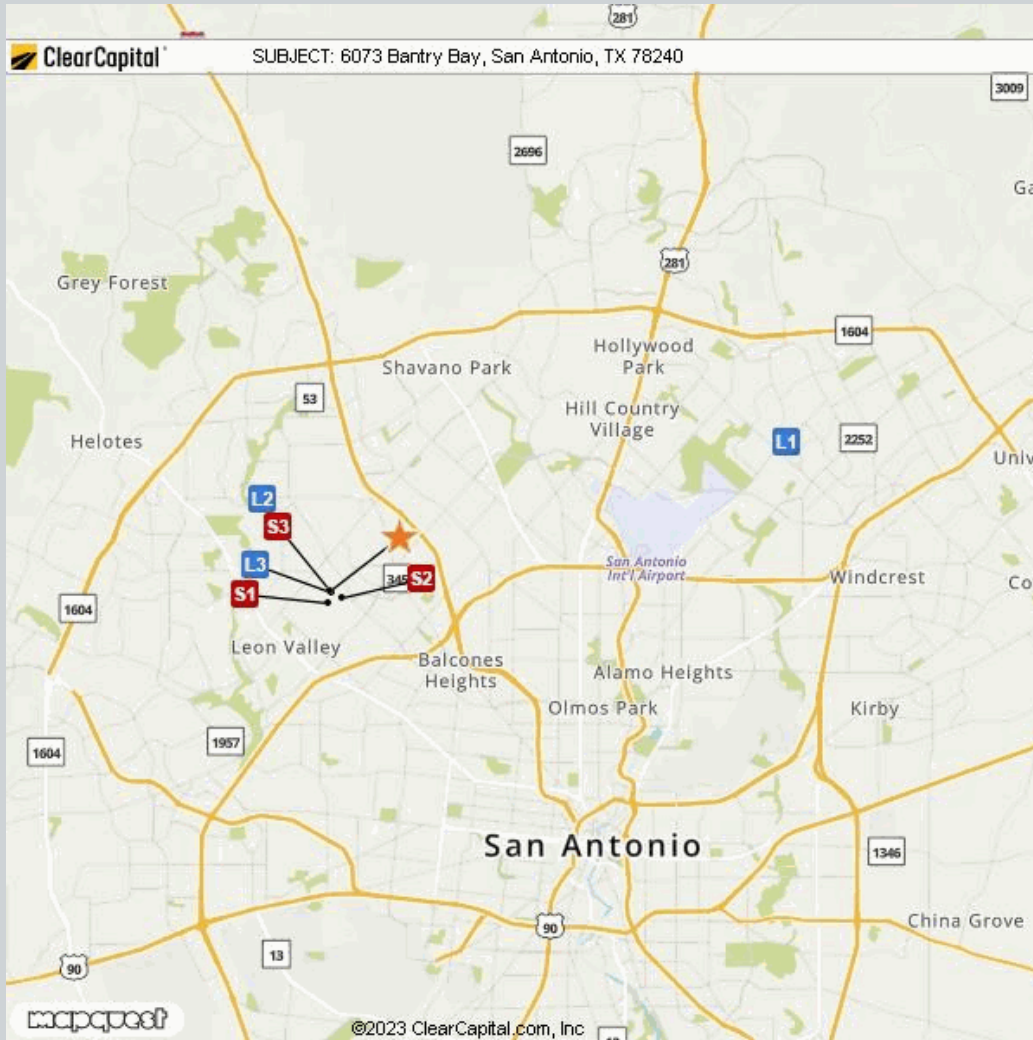 281
ClearCapital
SUBJECT: 6073 Bantry Bay, San Antonio, TX 78240
3009
2696
281
Grey Forest
1604
Hollywood
Park
Shavano Park
53
Hill Country
Village
L1
2252
Helotes
Univ
L2
S3
L3
S2
San Antonio
Int'l Airport
Windcrest
S1
1604
Leon Valley
Balcones
Heights
Alamo Heights
Olmos Park
Kirby
1957
1604
San Antonio
1346
China Grove
90
13
90
mapquest
©2023 ClearCapital.com, Inc